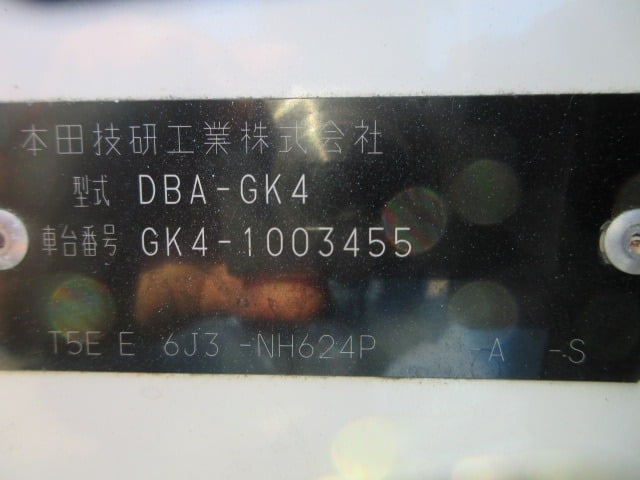 本田技研工業株式会社
型式 DBA-GK4
車台番号 GK4-1003455
T5E E 6J3 -NH624P -A -S